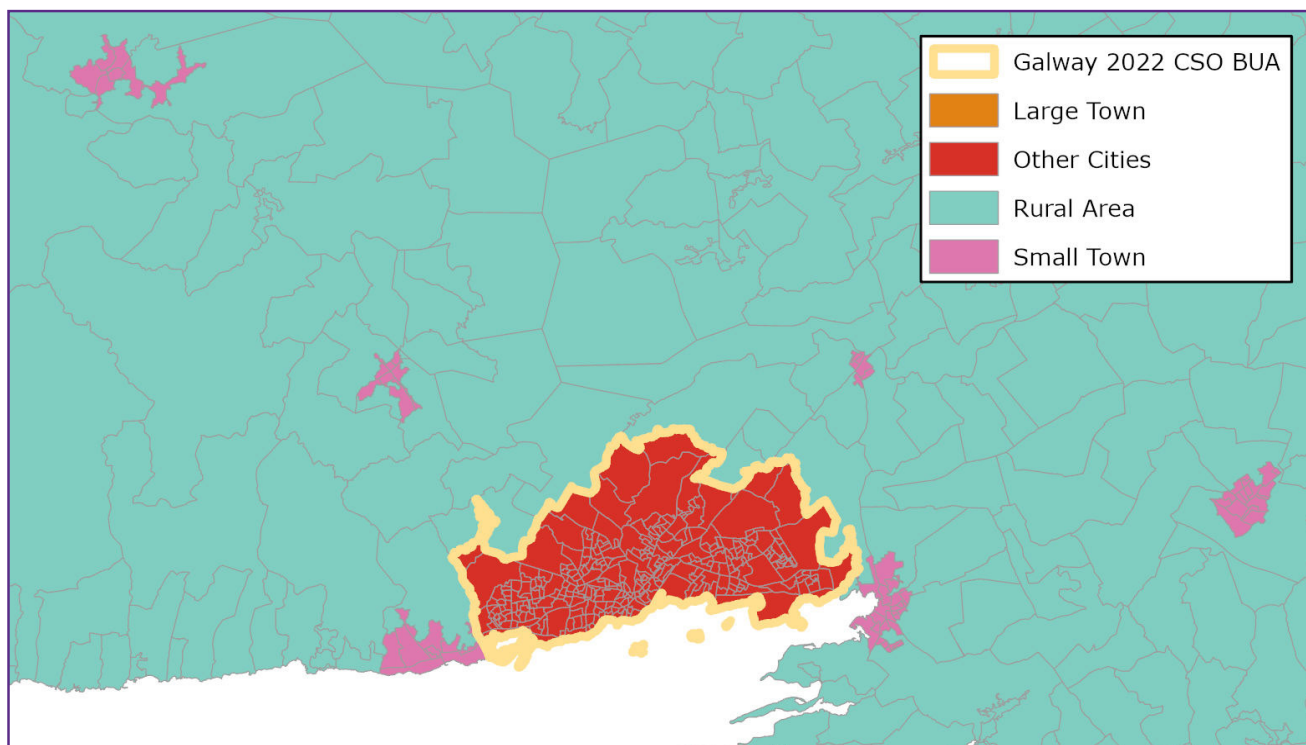 Galway 2022 CSO BUA
Large Town
Other Cities
Rural Area
Small Town